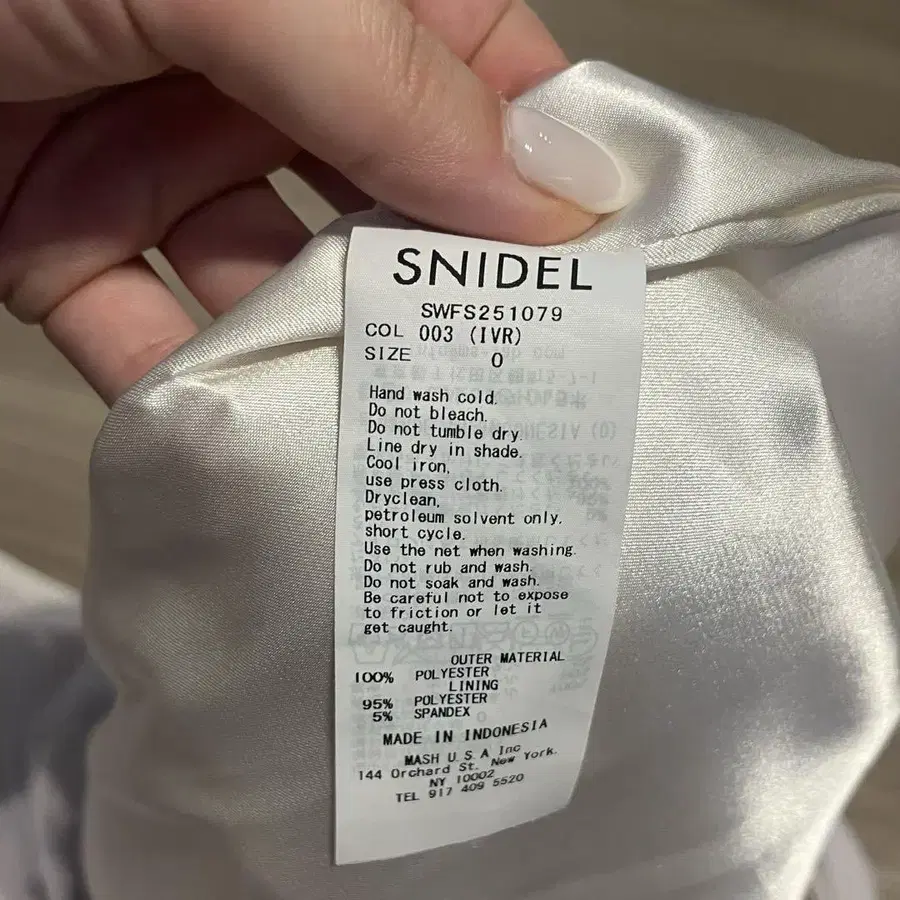 SNIDEL
SWFS251079
COL 003 (IVR)
SIZE 0
Hand wash cold.
Do not bleach.
Do not tumble dry.
Line dry in shade.
Cool iron,
use press cloth.
Dryclean,
petroleum solvent only,
short cycle.
Use the net when washing.
Do not rub and wash.
Do not soak and wash.
Be careful not to expose
to friction or let it
get caught.
OUTER MATERIAL
100% POLYESTER
LINING
95% POLYESTER
5% SPANDEX
MADE IN INDONESIA
MASH U.S.A Inc
144 Orchard St. New York.
NY 10002
TEL 917 409 5520